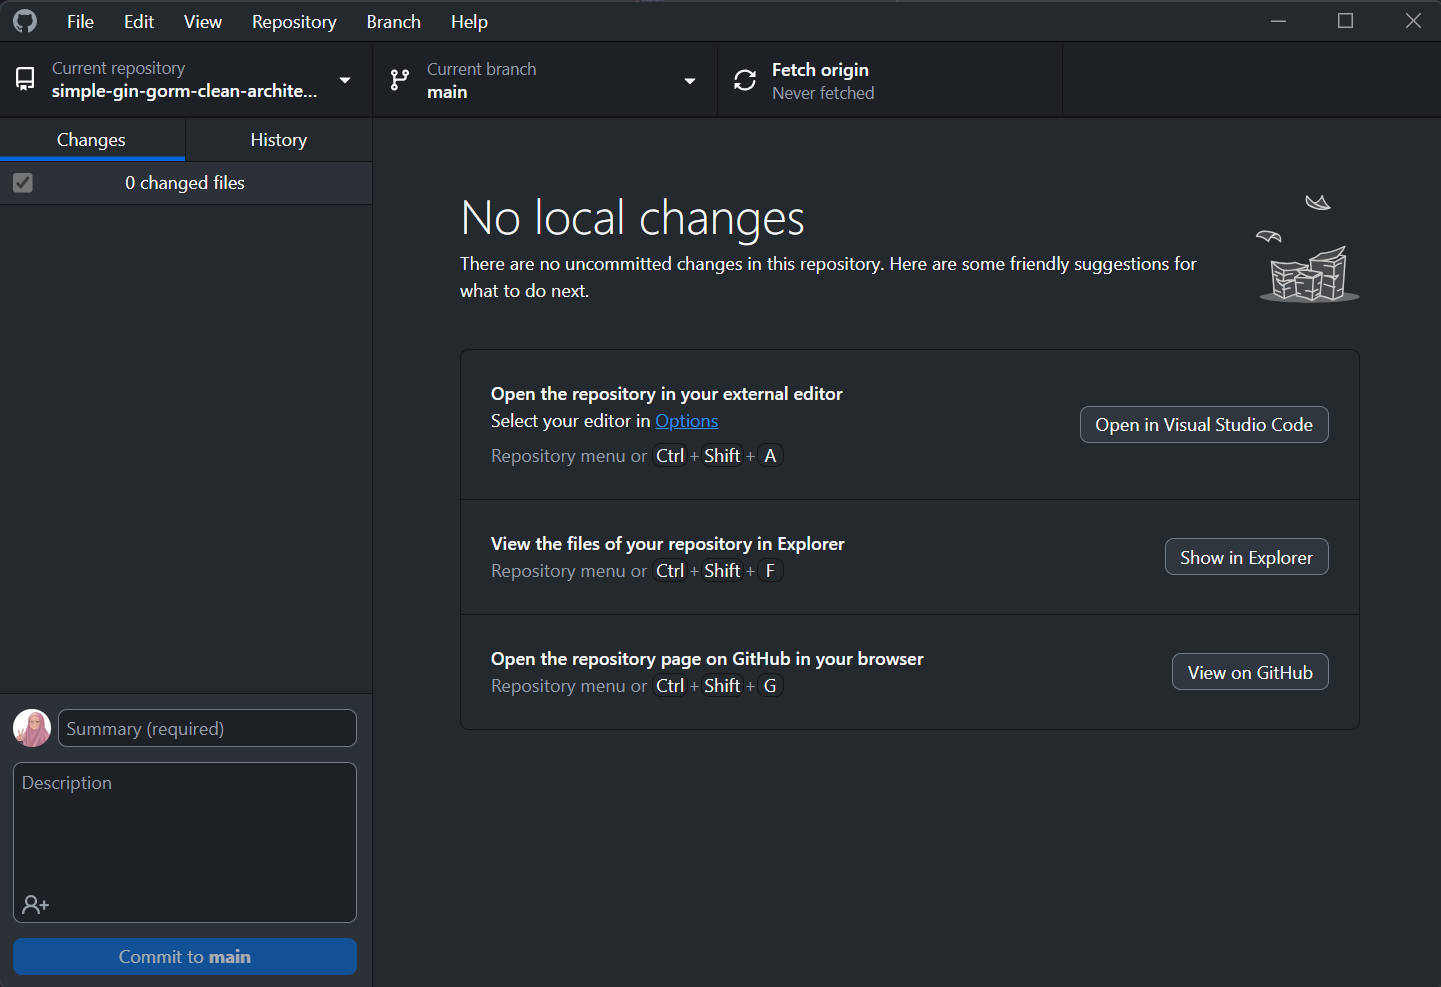 File Edit View Repository Branch Help
Current repository
simple-gin-gorm-clean-archite...
Current branch
main
Fetch origin
Never fetched
Changes History
0 changed files
No local changes
There are no uncommitted changes in this repository. Here are some friendly suggestions for
what to do next.
Open the repository in your external editor
Select your editor in Options
Repository menu or Ctrl + Shift + A
Open in Visual Studio Code
View the files of your repository in Explorer
Repository menu or Ctrl + Shift + F
Show in Explorer
Open the repository page on GitHub in your browser
Repository menu or Ctrl + Shift + G
View on GitHub
Summary (required)
Description
Commit to main